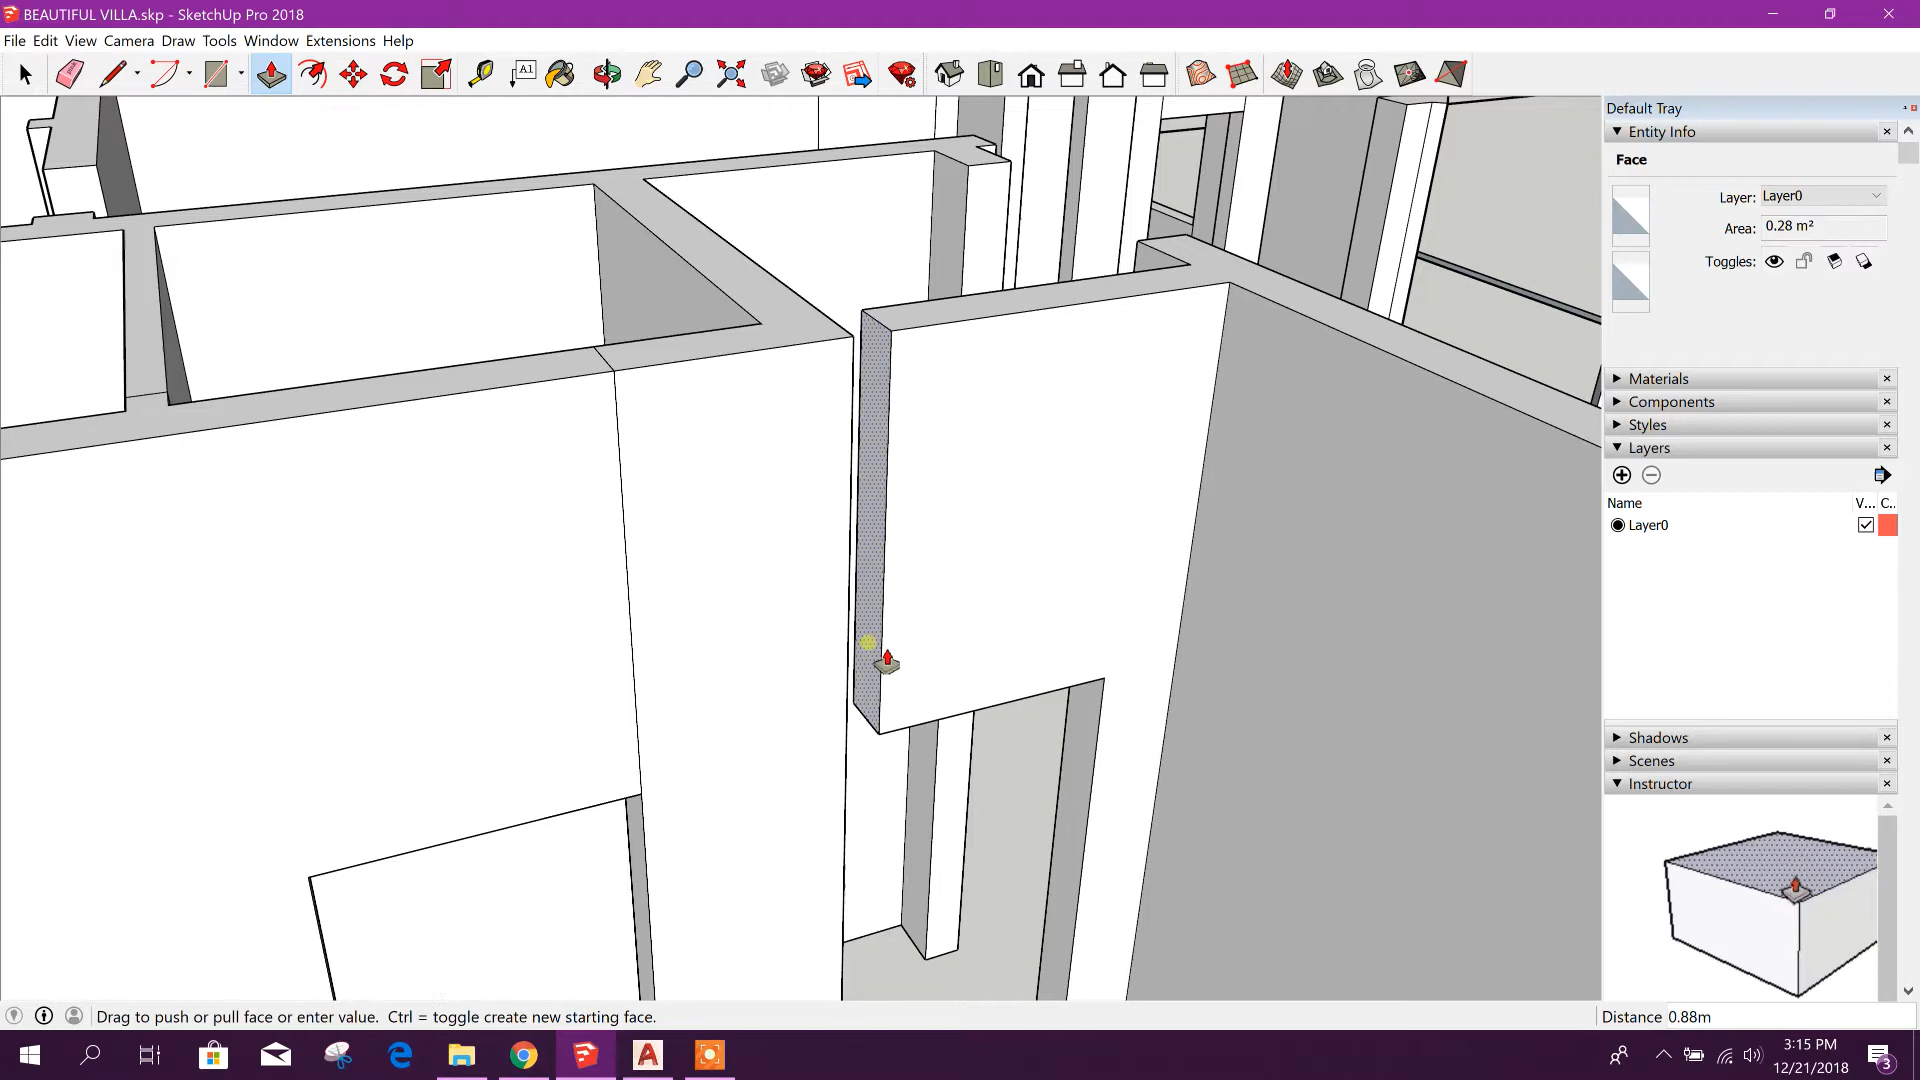 BEAUTIFUL VILLA.skp - SketchUp Pro 2018
File Edit View Camera Draw Tools Window Extensions Help
A1
Default Tray
Entity Info
Face
Layer: Layer0
Area: 0.28 m²
Toggles:
Materials
Components
Styles
Layers
Name V... C..
Layer0
Shadows
Scenes
Instructor
Drag to push or pull face or enter value. Ctrl = toggle create new starting face.
Distance 0.88m
3:15 PM
12/21/2018
3